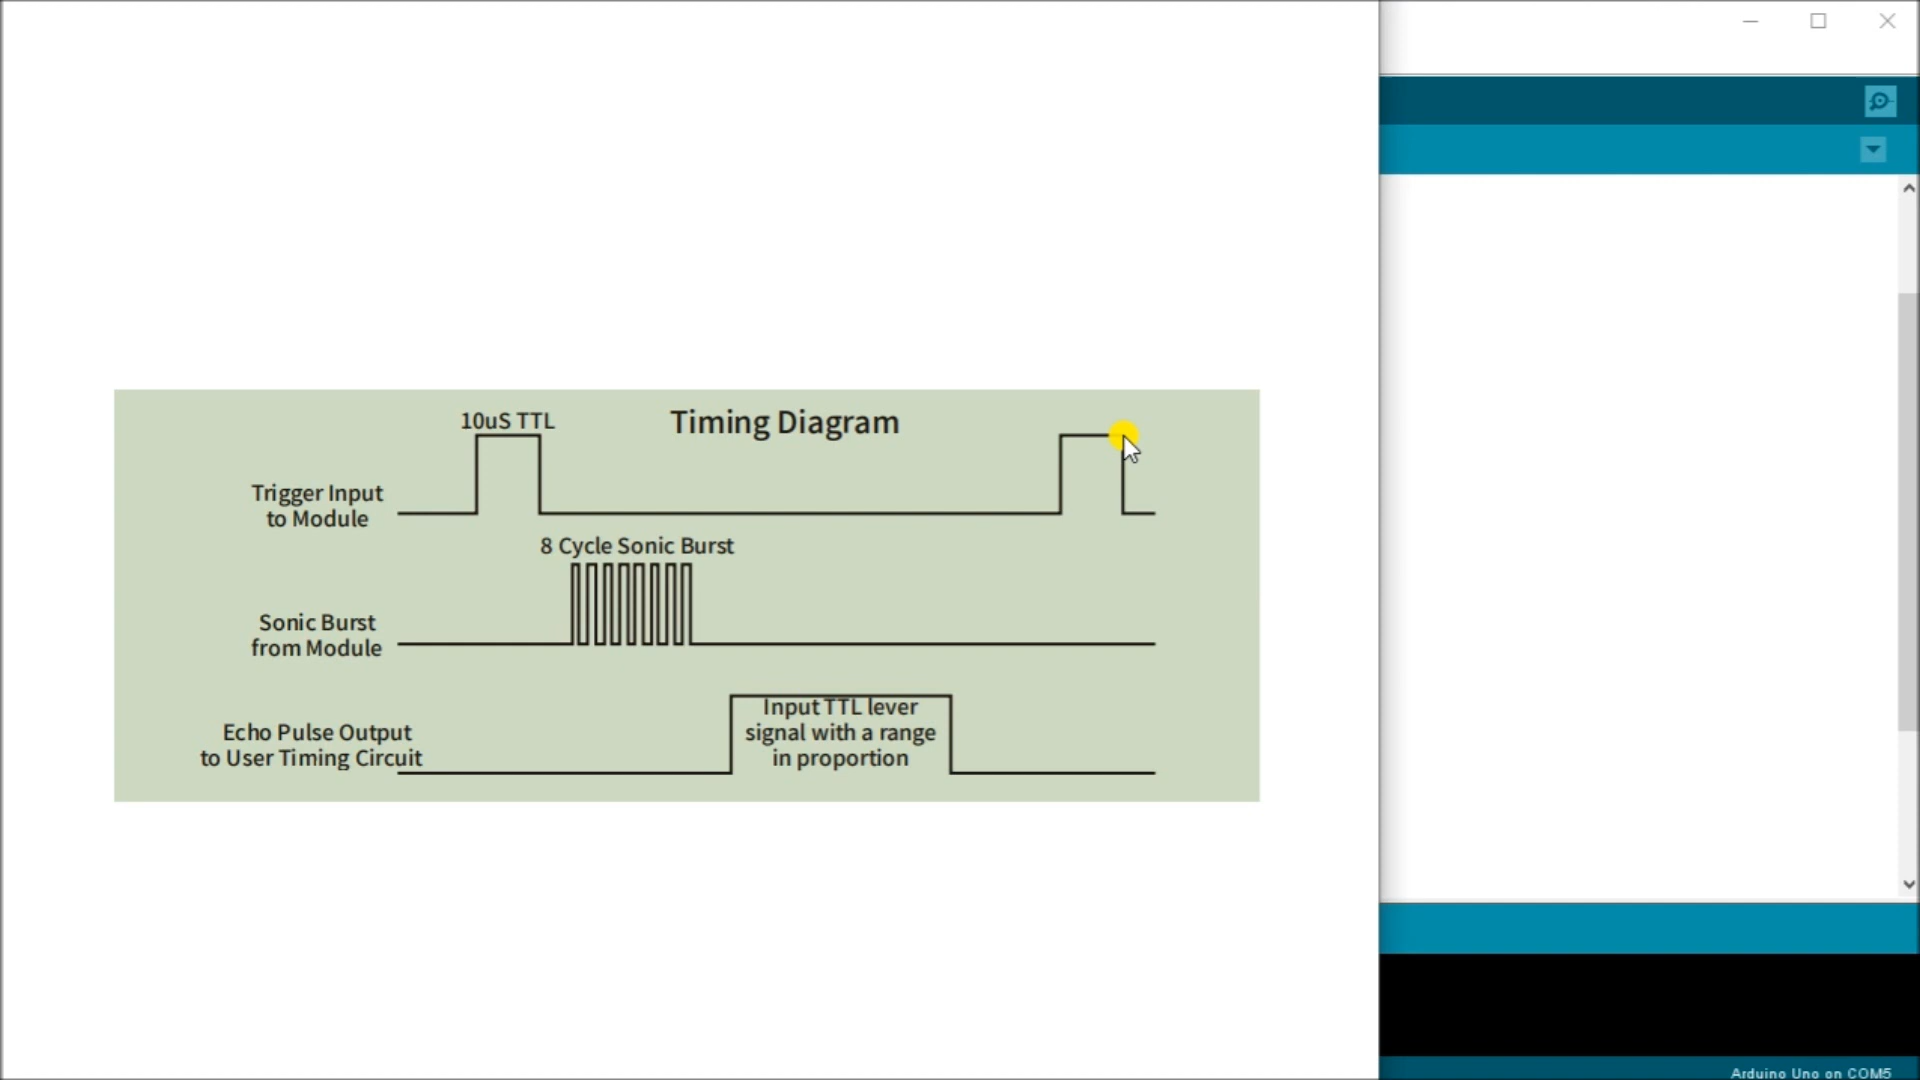 10uS TTL
Timing Diagram
Trigger Input
to Module
8 Cycle Sonic Burst
Sonic Burst
from Module
Input TTL lever
signal with a range
in proportion
Echo Pulse Output
to User Timing Circuit
Arduino Uno on COM5